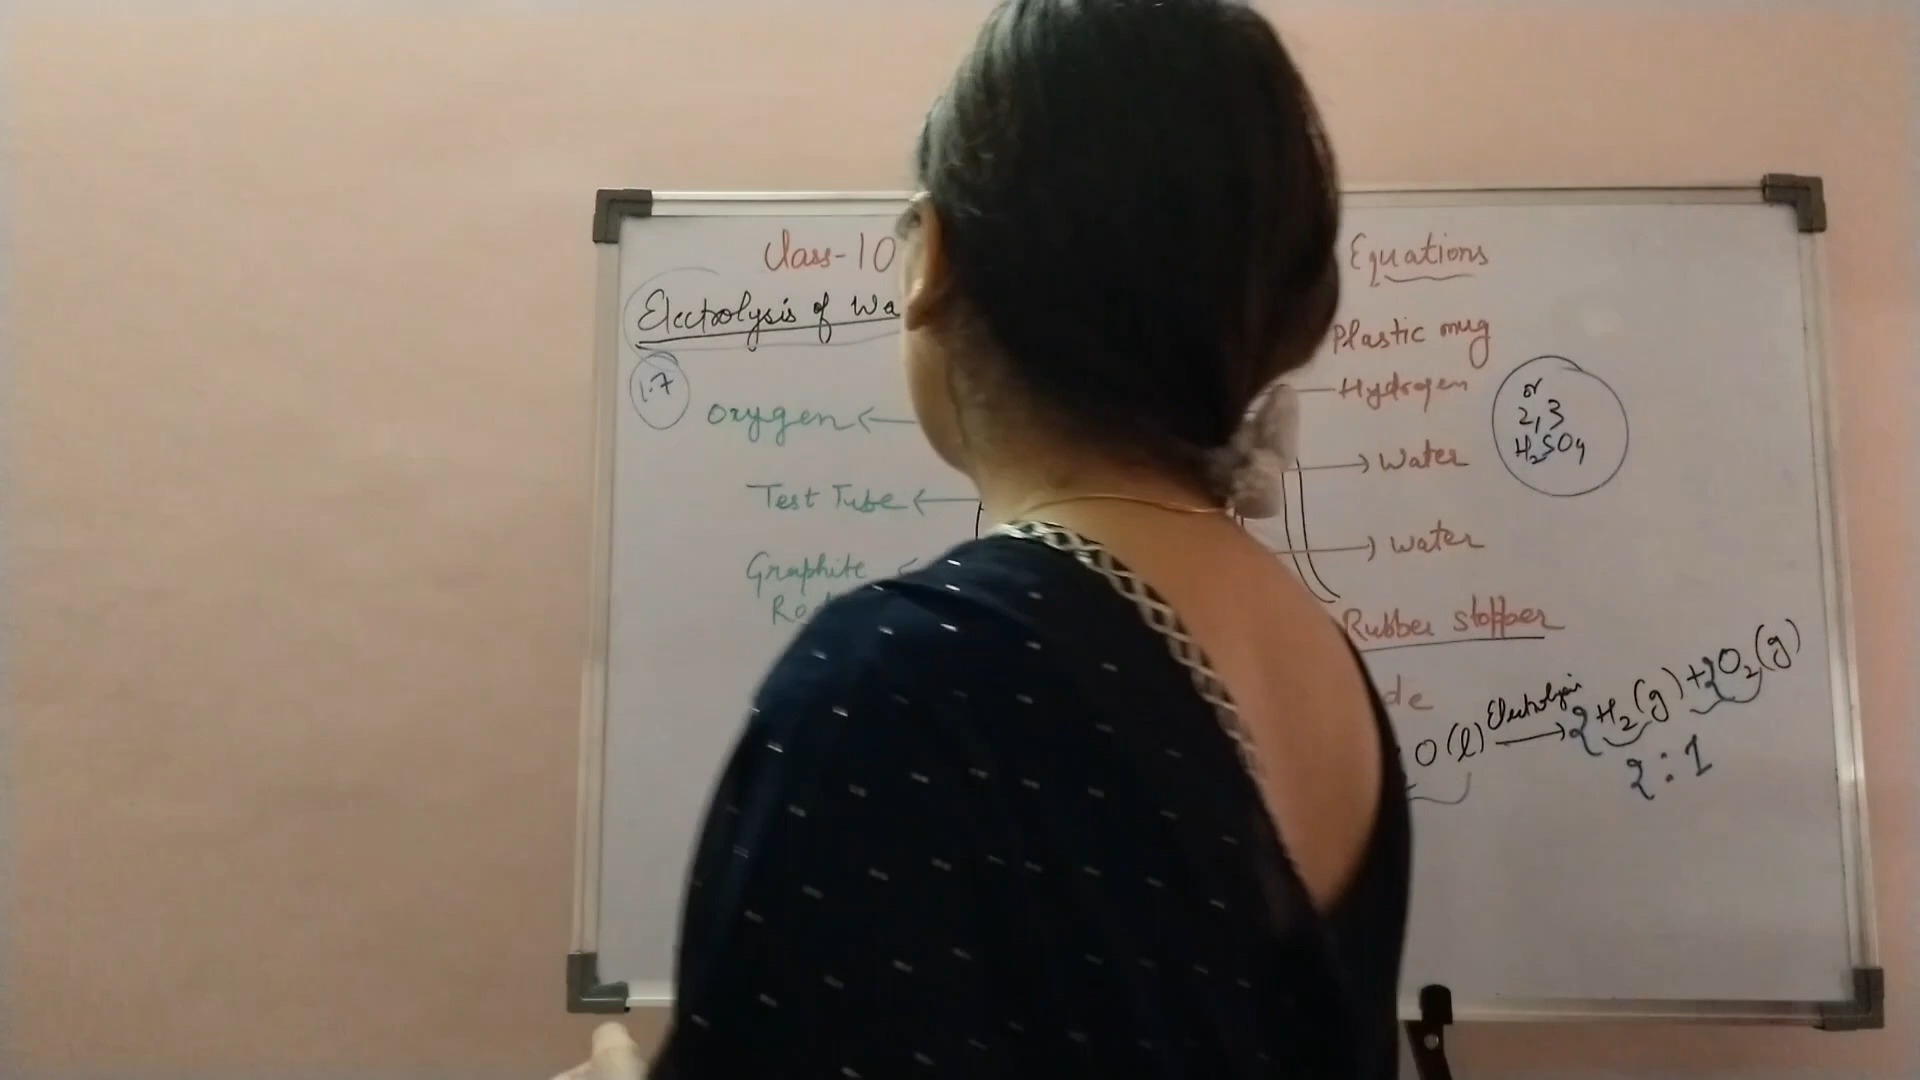 Class-10
Equations
Electrolysis of Wa
1.7
Plastic mug
Oxygen
Hydrogen
or
2,3
H₂SO₄
Test Tube
Water
Graphite
Water
Rubber stopper
de
O(l) Electrolysis → 2H₂(g) + O₂(g)
2:1